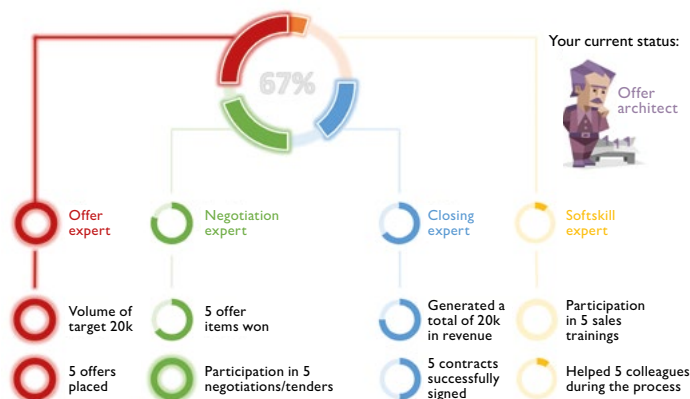 67%
Your current status:
Offer
architect
Offer
expert
Negotiation
expert
Closing
expert
Softskill
expert
Volume of
target 20k
5 offer
items won
Generated a
total of 20k
in revenue
Participation
in 5 sales
trainings
5 offers
placed
Participation in 5
negotiations/tenders
5 contracts
successfully
signed
Helped 5 colleagues
during the process